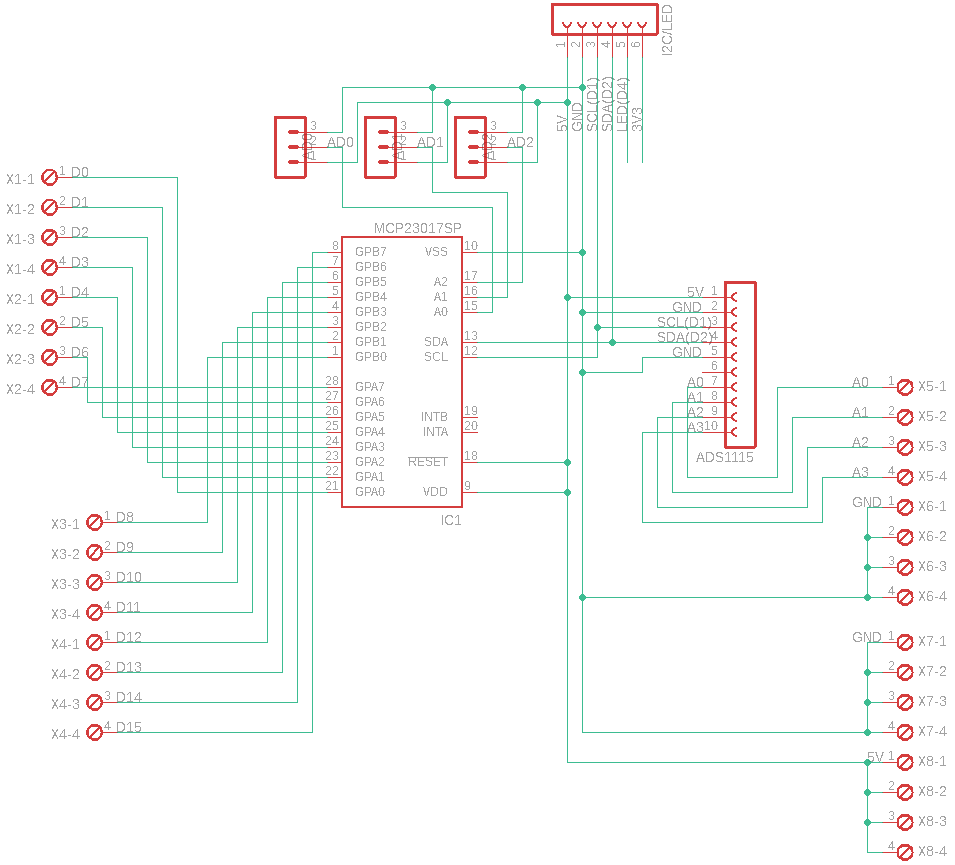 I2C/LED
1 2 3 4 5 6
5V GND SCL(D1) SDA(D2) LED(D4) 3V3
3 2 1 AD0 AD0
3 2 1 AD1 AD1
3 2 1 AD2 AD2
X1-1 1 D0
X1-2 2 D1
X1-3 3 D2
X1-4 4 D3
X2-1 1 D4
X2-2 2 D5
X2-3 3 D6
X2-4 4 D7
MCP23017SP
8 GPB7 VSS 10
7 GPB6
6 GPB5 A2 17
5 GPB4 A1 16
4 GPB3 A0 15
3 GPB2
2 GPB1 SDA 13
1 GPB0 SCL 12
28 GPA7
27 GPA6
26 GPA5 INTB 19
25 GPA4 INTA 20
24 GPA3
23 GPA2 RESET 18
22 GPA1
21 GPA0 VDD 9
IC1
5V 1
GND 2
SCL(D1) 3
SDA(D2) 4
GND 5
6
A0 7
A1 8
A2 9
A3 10
ADS1115
X3-1 1 D8
X3-2 2 D9
X3-3 3 D10
X3-4 4 D11
X4-1 1 D12
X4-2 2 D13
X4-3 3 D14
X4-4 4 D15
A0 1 X5-1
A1 2 X5-2
A2 3 X5-3
A3 4 X5-4
GND 1 X6-1
2 X6-2
3 X6-3
4 X6-4
GND 1 X7-1
2 X7-2
3 X7-3
4 X7-4
5V 1 X8-1
2 X8-2
3 X8-3
4 X8-4